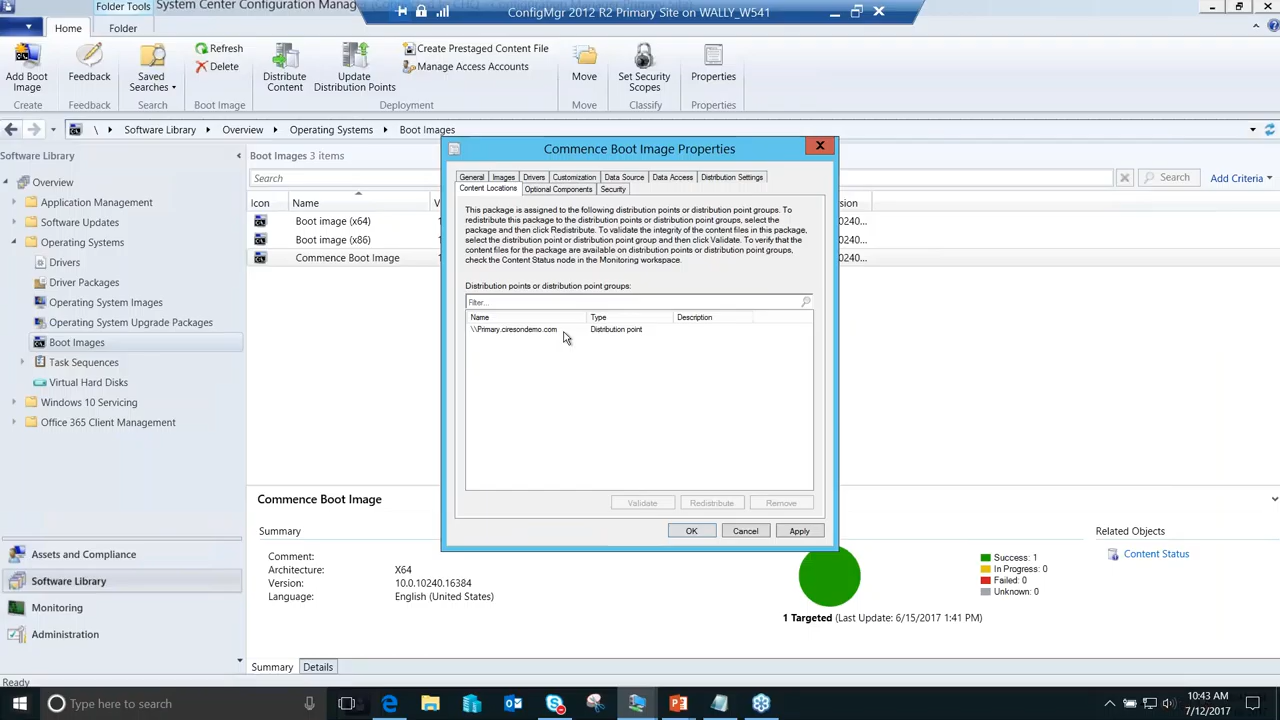 Folder Tools
System Center Configuration Manag
ConfigMgr 2012 R2 Primary Site on WALLY_W541
Home
Folder
Add Boot
Image
Feedback
Saved
Searches
Refresh
Delete
Distribute
Content
Update
Distribution Points
Create Prestaged Content File
Manage Access Accounts
Move
Set Security
Scopes
Properties
Create
Feedback
Search
Boot Image
Deployment
Move
Classify
Properties
\ Software Library Overview Operating Systems Boot Images
Software Library
Overview
Application Management
Software Updates
Operating Systems
Drivers
Driver Packages
Operating System Images
Operating System Upgrade Packages
Boot Images
Task Sequences
Virtual Hard Disks
Windows 10 Servicing
Office 365 Client Management
Assets and Compliance
Software Library
Monitoring
Administration
Ready
Boot Images 3 items
Search
Search
Add Criteria
Icon Name
Boot image (x64)
Boot image (x86)
Commence Boot Image
sion
0240...
0240...
0240...
Commence Boot Image Properties
General Images Drivers Customization Data Source Data Access Distribution Settings
Content Locations Optional Components Security
This package is assigned to the following distribution points or distribution point groups. To
redistribute this package to the distribution points or distribution point groups, select the
package and then click Redistribute. To validate the integrity of the content files in this package,
select the distribution point or distribution point group and then click Validate. To verify that the
content files for the package are available on distribution points or distribution point groups,
check the Content Status node in the Monitoring workspace.
Distribution points or distribution point groups:
Filter...
Name Type Description
\\Primary.ciresondemo.com Distribution point
Validate Redistribute Remove
OK Cancel Apply
Commence Boot Image
Summary
Comment:
Architecture: X64
Version: 10.0.10240.16384
Language: English (United States)
Success: 1
In Progress: 0
Failed: 0
Unknown: 0
1 Targeted (Last Update: 6/15/2017 1:41 PM)
Related Objects
Content Status
Summary Details
Type here to search
10:43 AM
7/12/2017